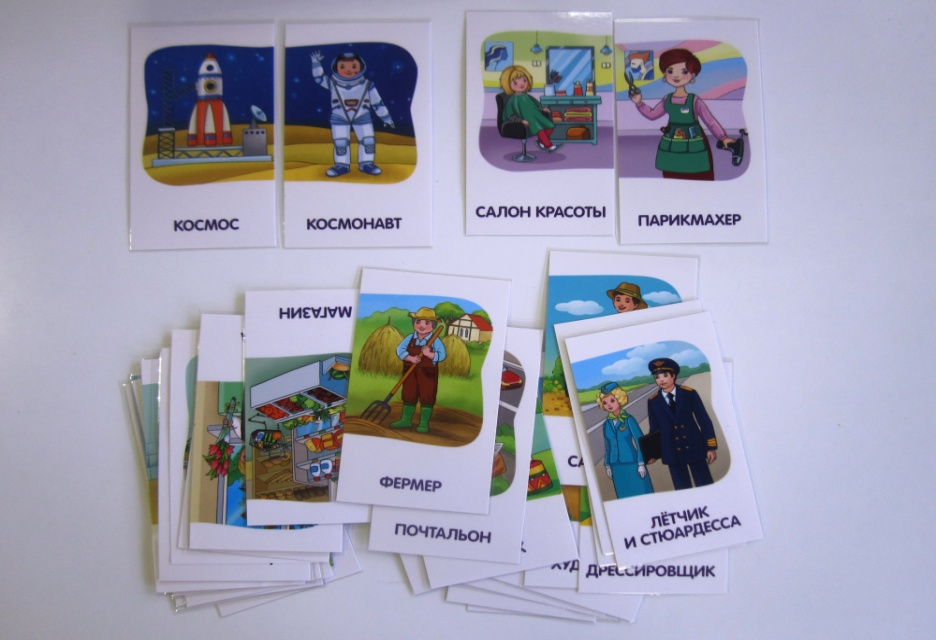 КОСМОС
КОСМОНАВТ
САЛОН КРАСОТЫ
ПАРИКМАХЕР
МАГАЗИН
ФЕРМЕР
ПОЧТАЛЬОН
ЛЁТЧИК
И СТЮАРДЕССА
ДРЕССИРОВЩИК